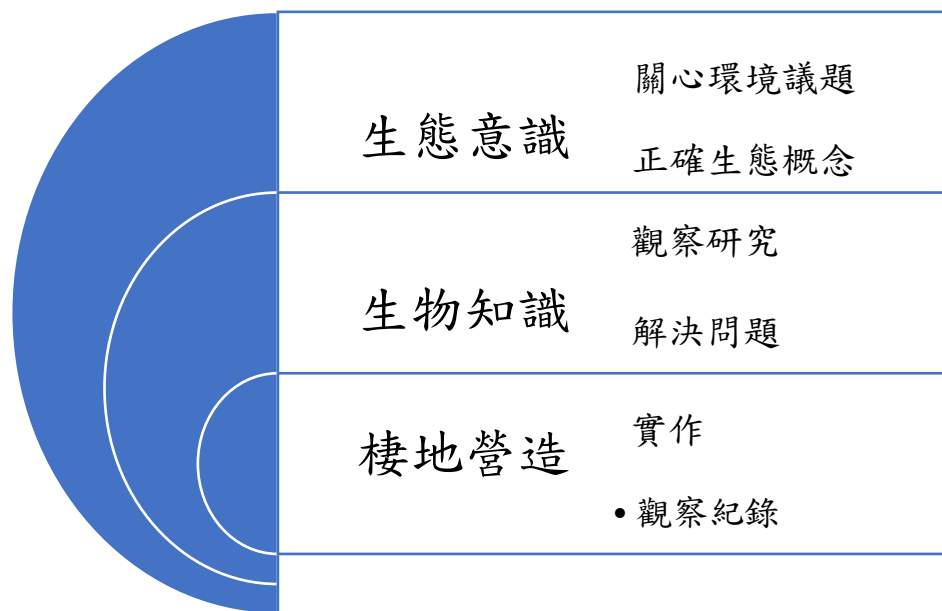 生態意識
關心環境議題
正確生態概念
生物知識
觀察研究
解決問題
棲地營造
實作
• 觀察紀錄